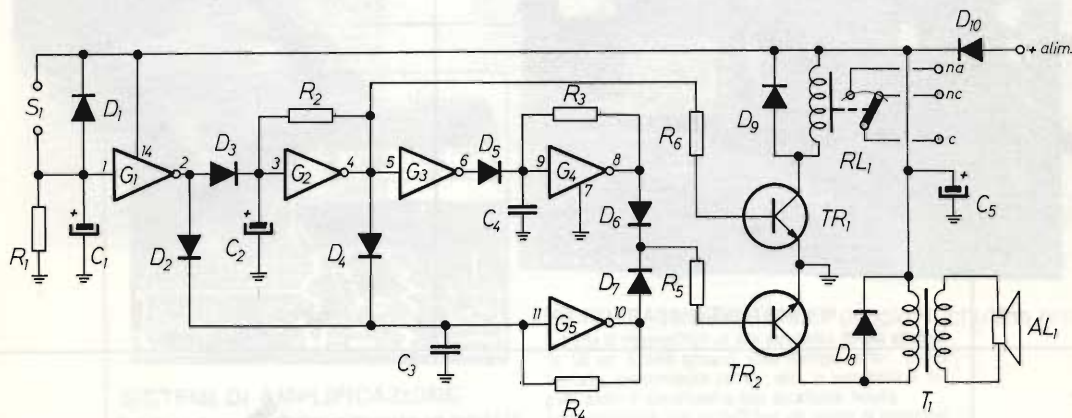 D10
+ alim.
na
nc
c
S1
D1
R2
R3
D9
RL1
R6
C5
1
G1
14
2
D3
3
G2
4
5
G3
6
D5
9
G4
8
7
C4
D6
TR1
R1
C1
D2
C2
D4
D7
R5
11
G5
10
C3
R4
TR2
D8
T1
AL1